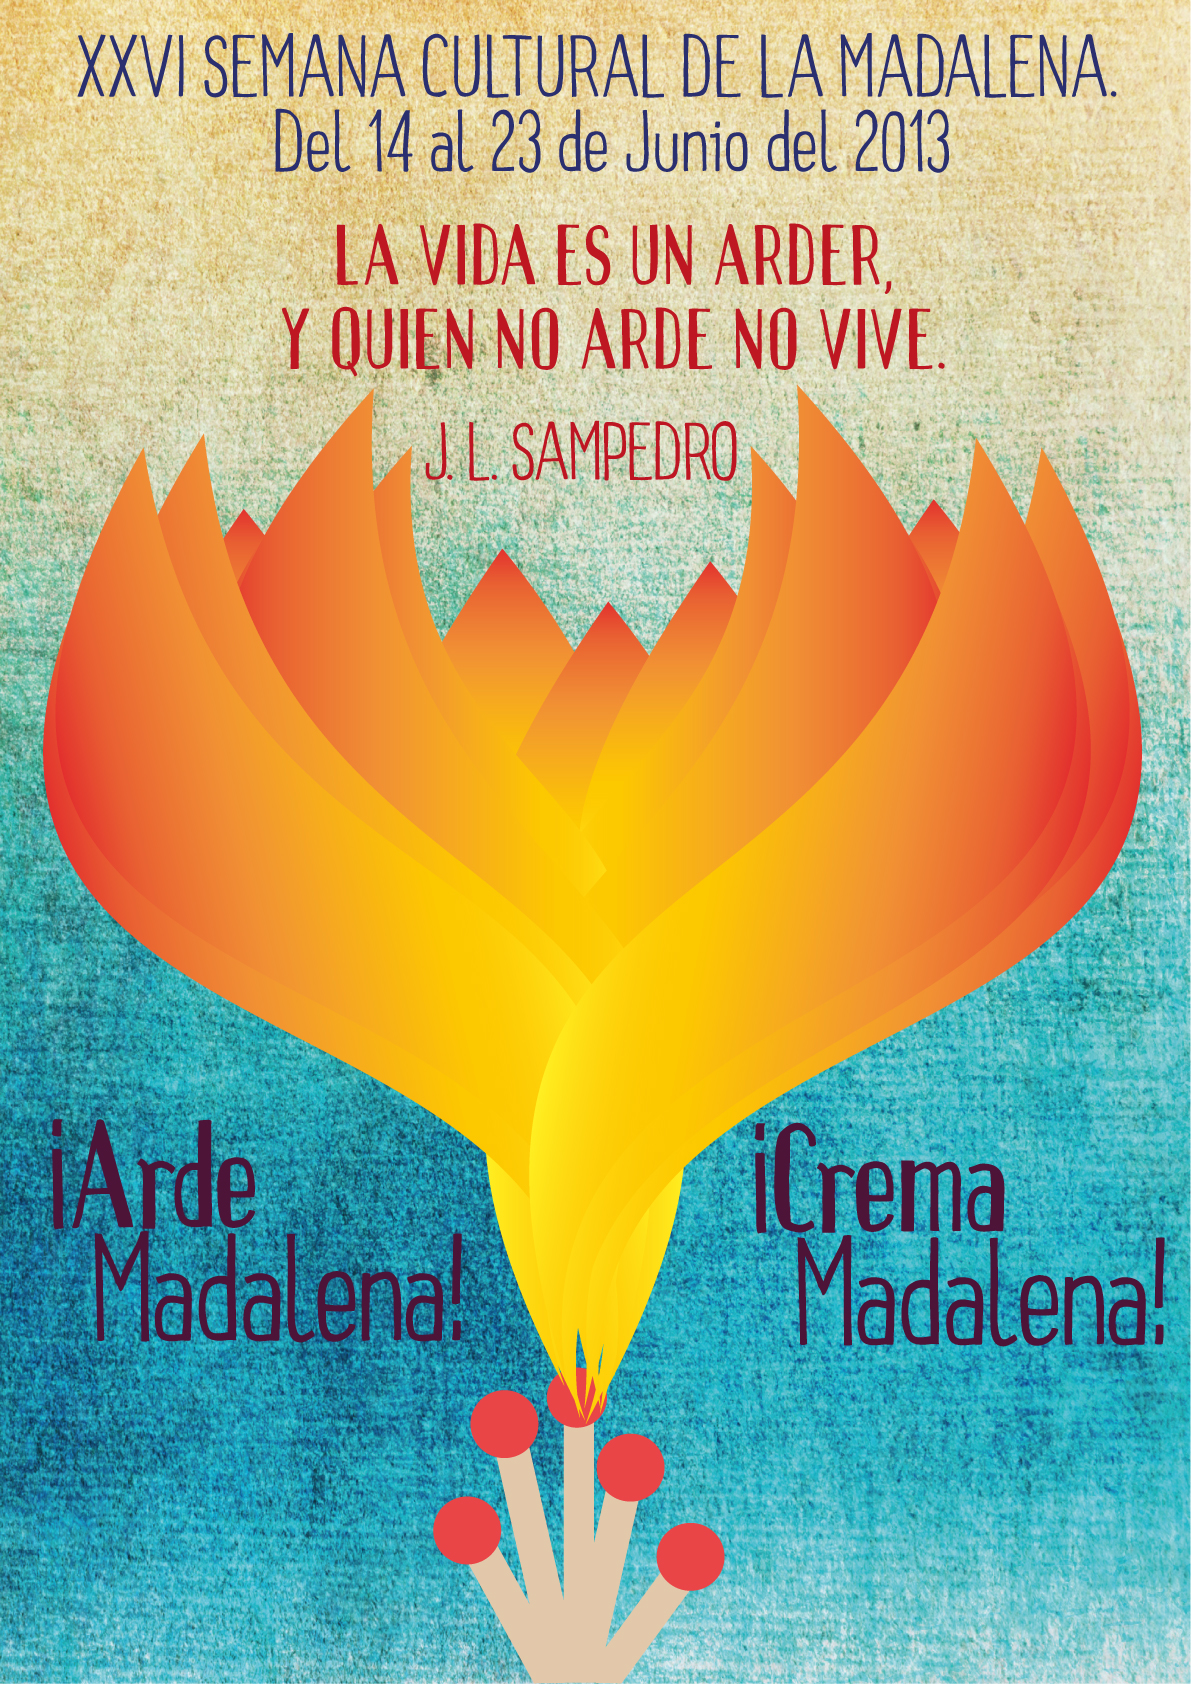 XXVI SEMANA CULTURAL DE LA MADALENA.
Del 14 al 23 de Junio del 2013
LA VIDA ES UN ARDER,
Y QUIEN NO ARDE NO VIVE.
J. L. SAMPEDRO
¡Arde
Madalena!
¡Crema
Madalena!